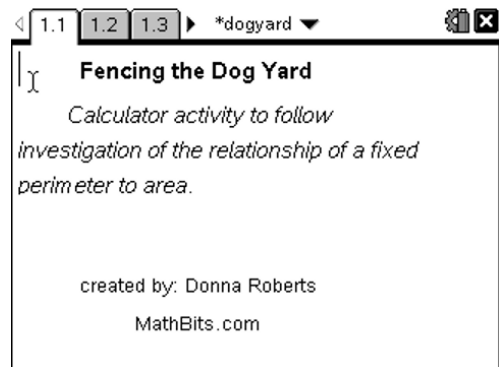 1.1 1.2 1.3 *dogyard
Fencing the Dog Yard
Calculator activity to follow
investigation of the relationship of a fixed
perimeter to area.
created by: Donna Roberts
MathBits.com